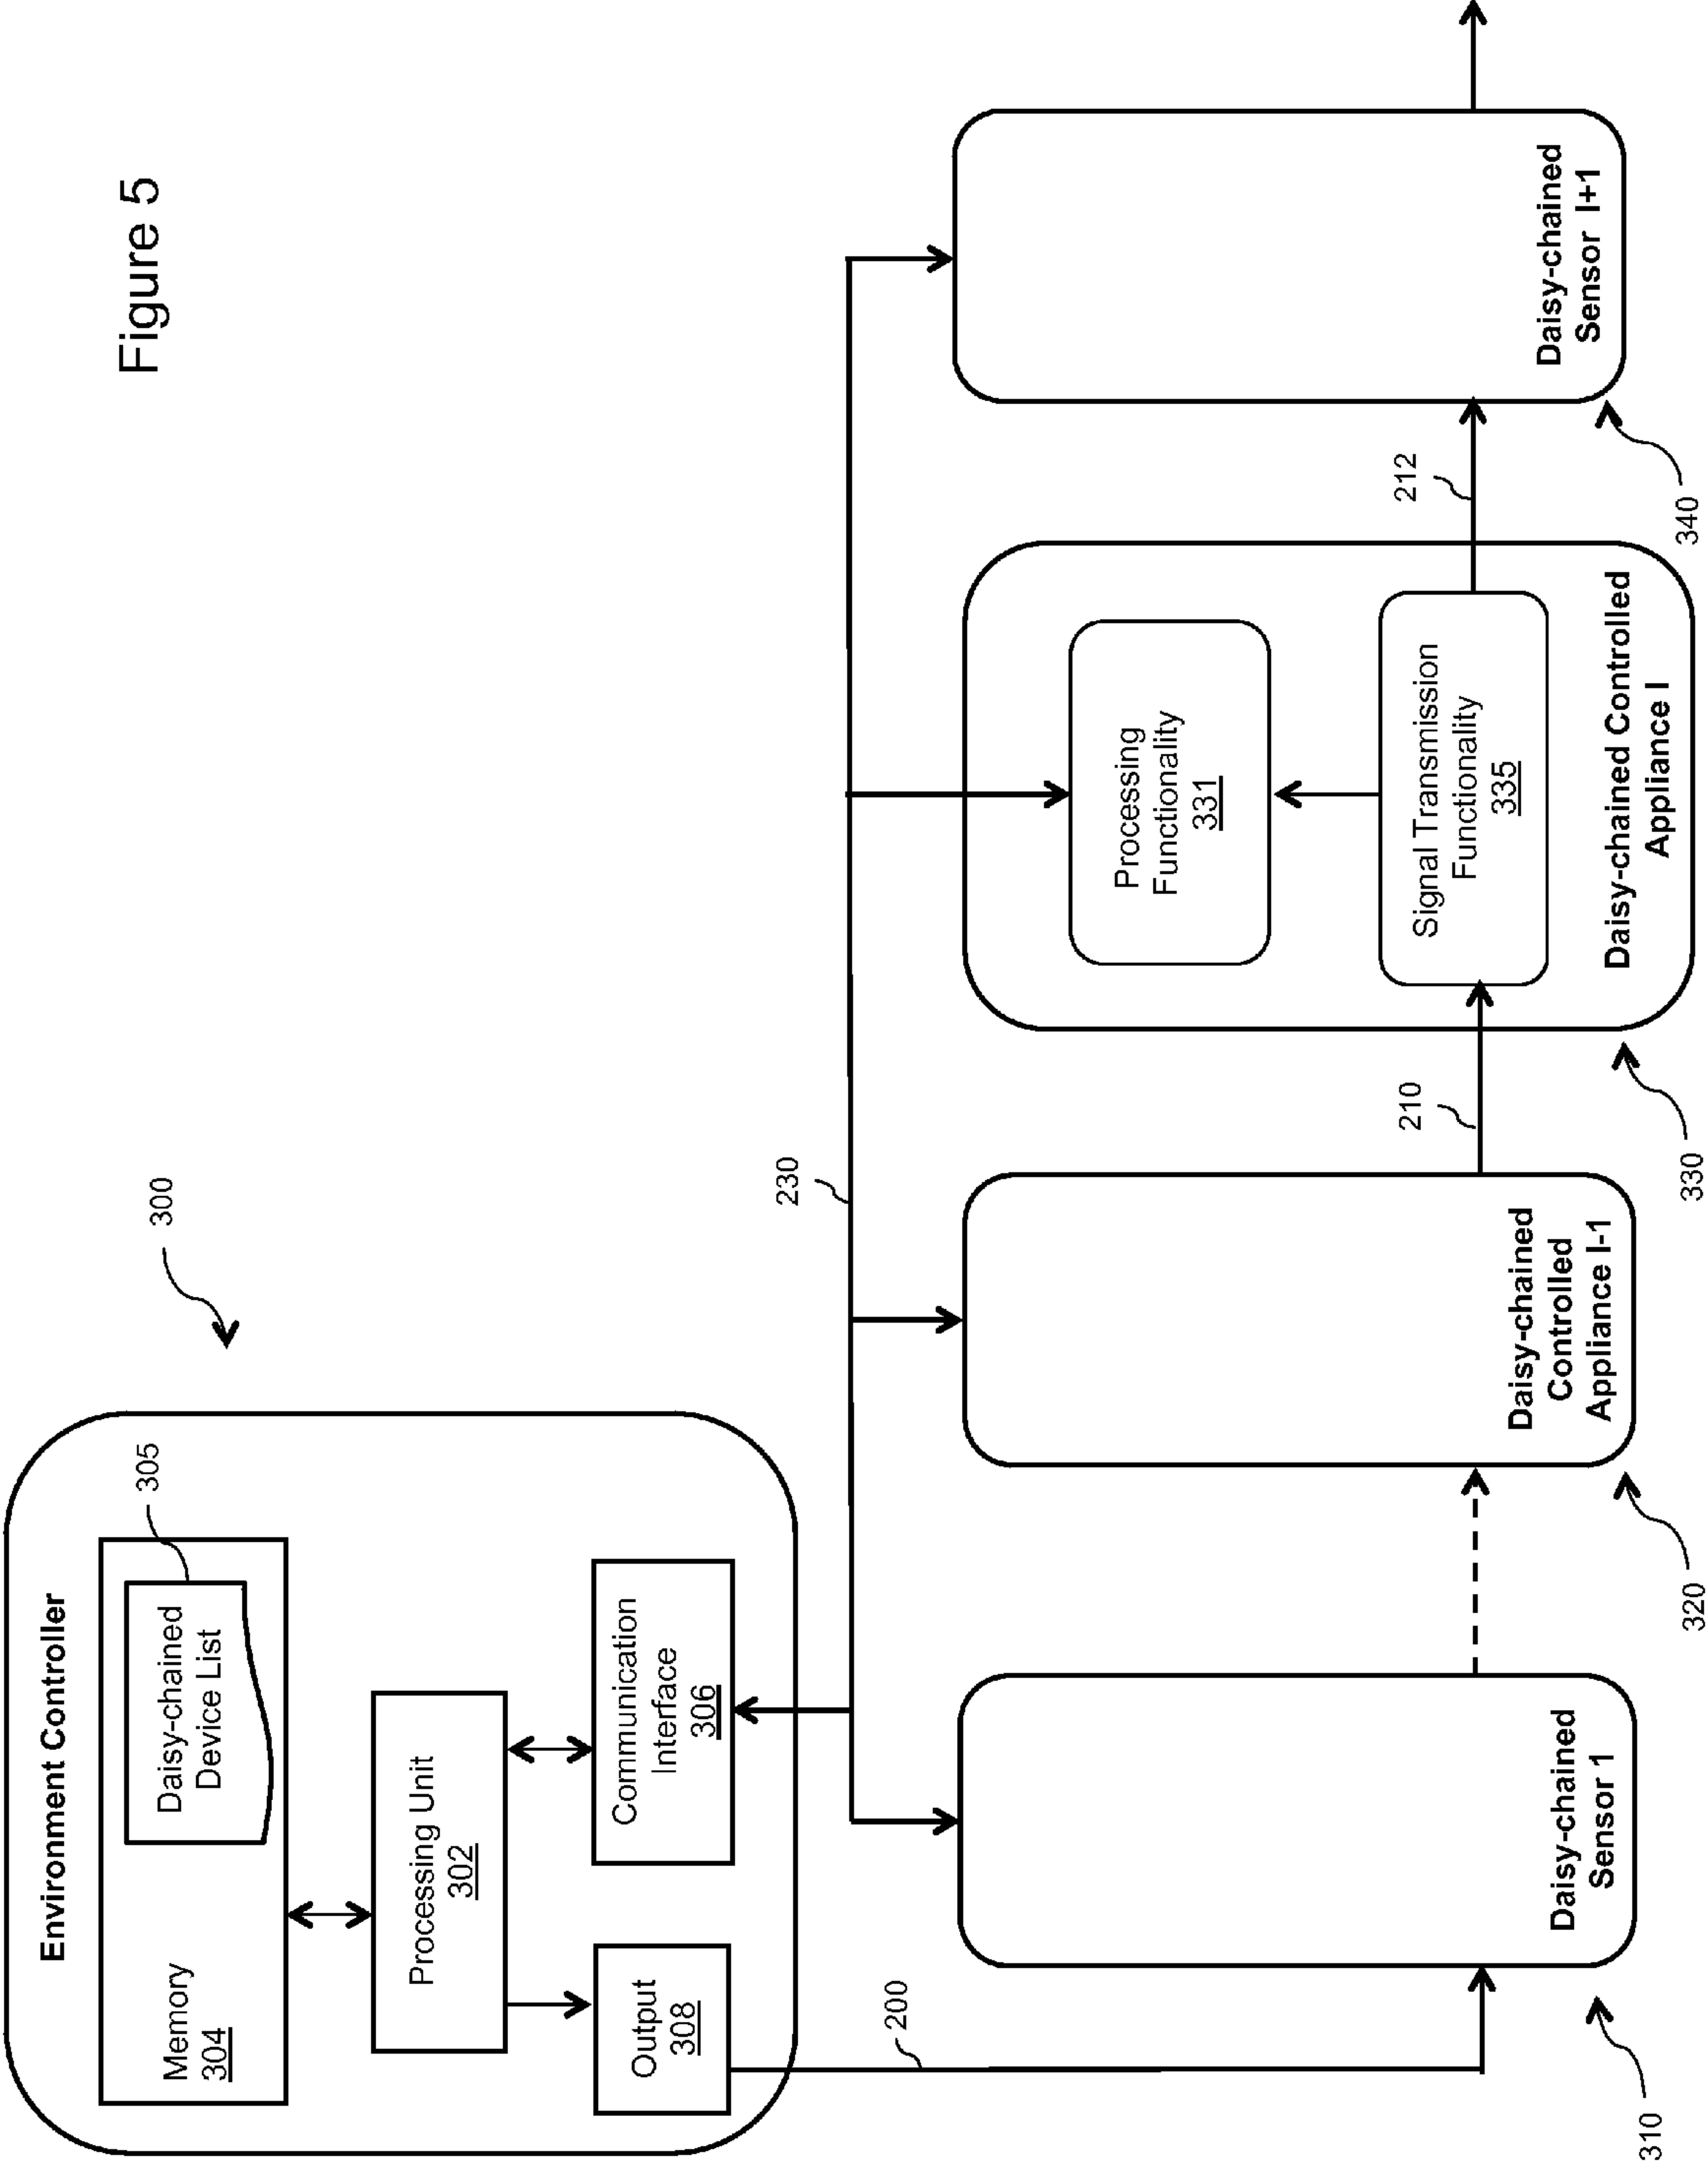 Figure 5
300
Environment Controller
305
Memory
304
Daisy-chained
Device List
Processing Unit
302
Output
308
Communication
Interface
306
230
200
Daisy-chained
Sensor 1
310
Daisy-chained
Controlled
Appliance I-1
320
210
Processing
Functionality
331
Signal Transmission
Functionality
335
Daisy-chained Controlled
Appliance I
330
212
Daisy-chained
Sensor I+1
340